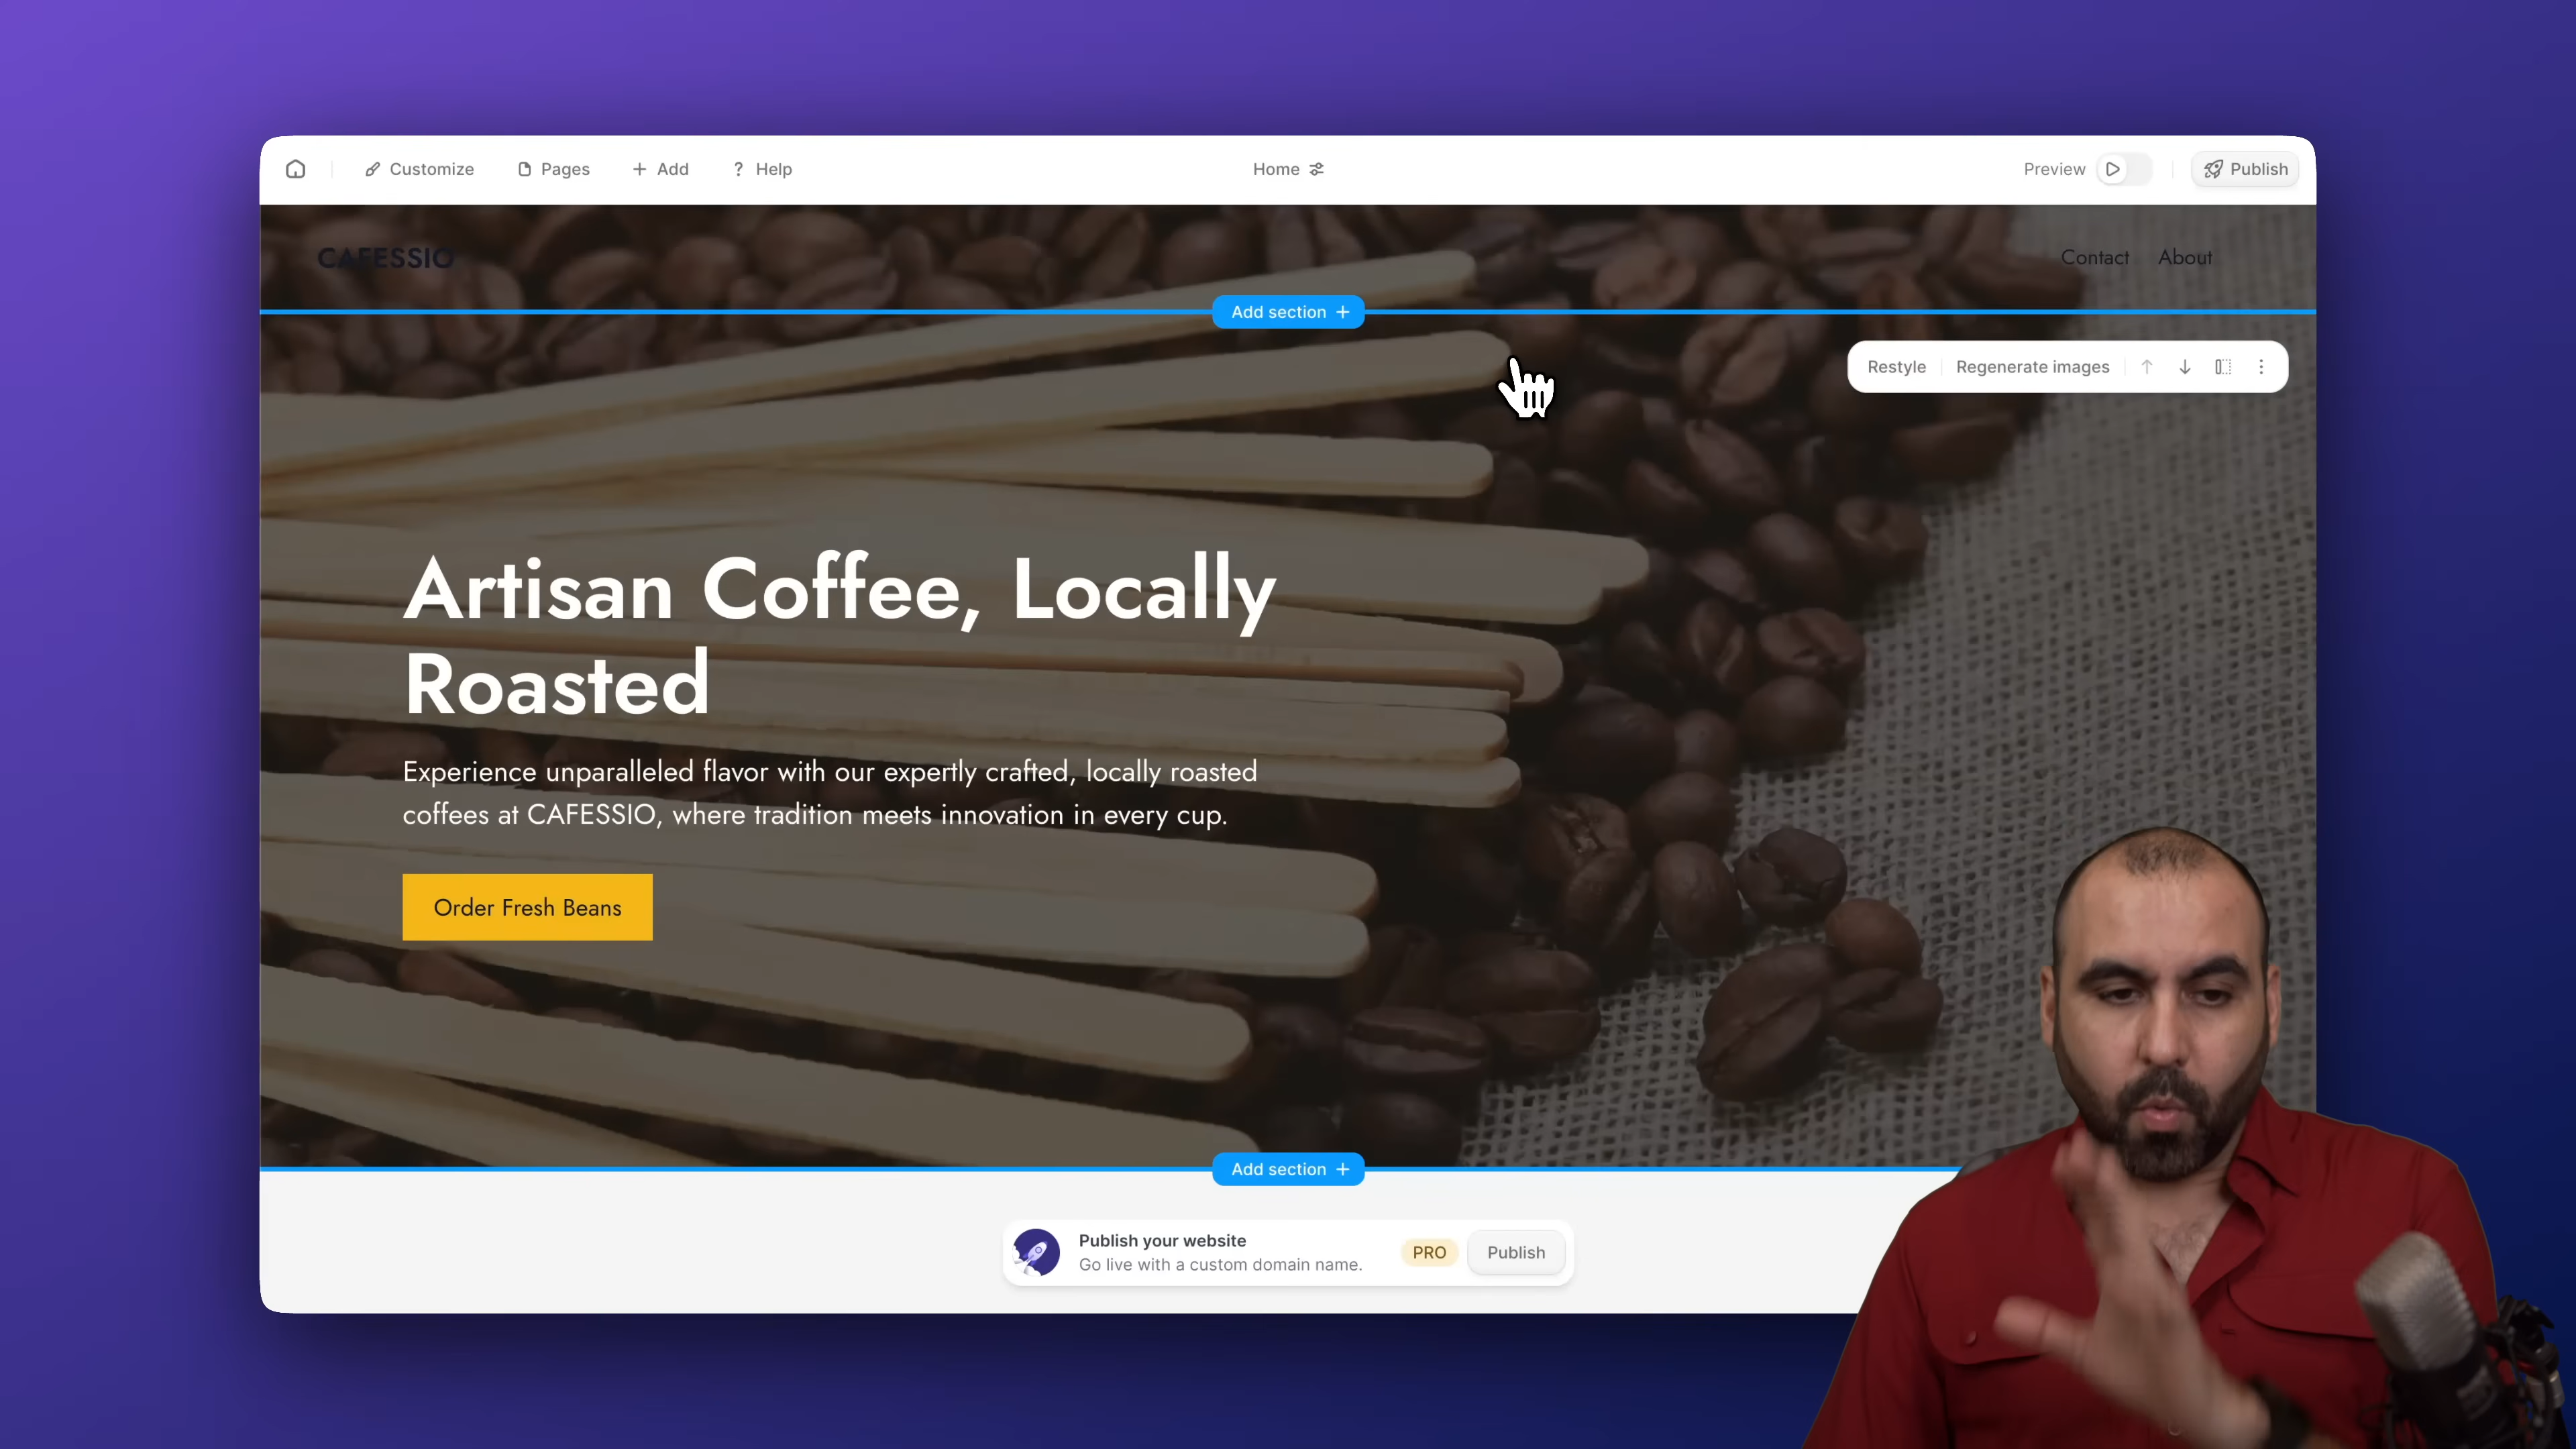 Customize
Pages
Add
? Help
Home
Preview
Publish
CAFESSIO
Contact
About
Add section +
Restyle
Regenerate images
Artisan Coffee, Locally
Roasted
Experience unparalleled flavor with our expertly crafted, locally roasted
coffees at CAFESSIO, where tradition meets innovation in every cup.
Order Fresh Beans
Add section +
Publish your website
Go live with a custom domain name.
PRO
Publish